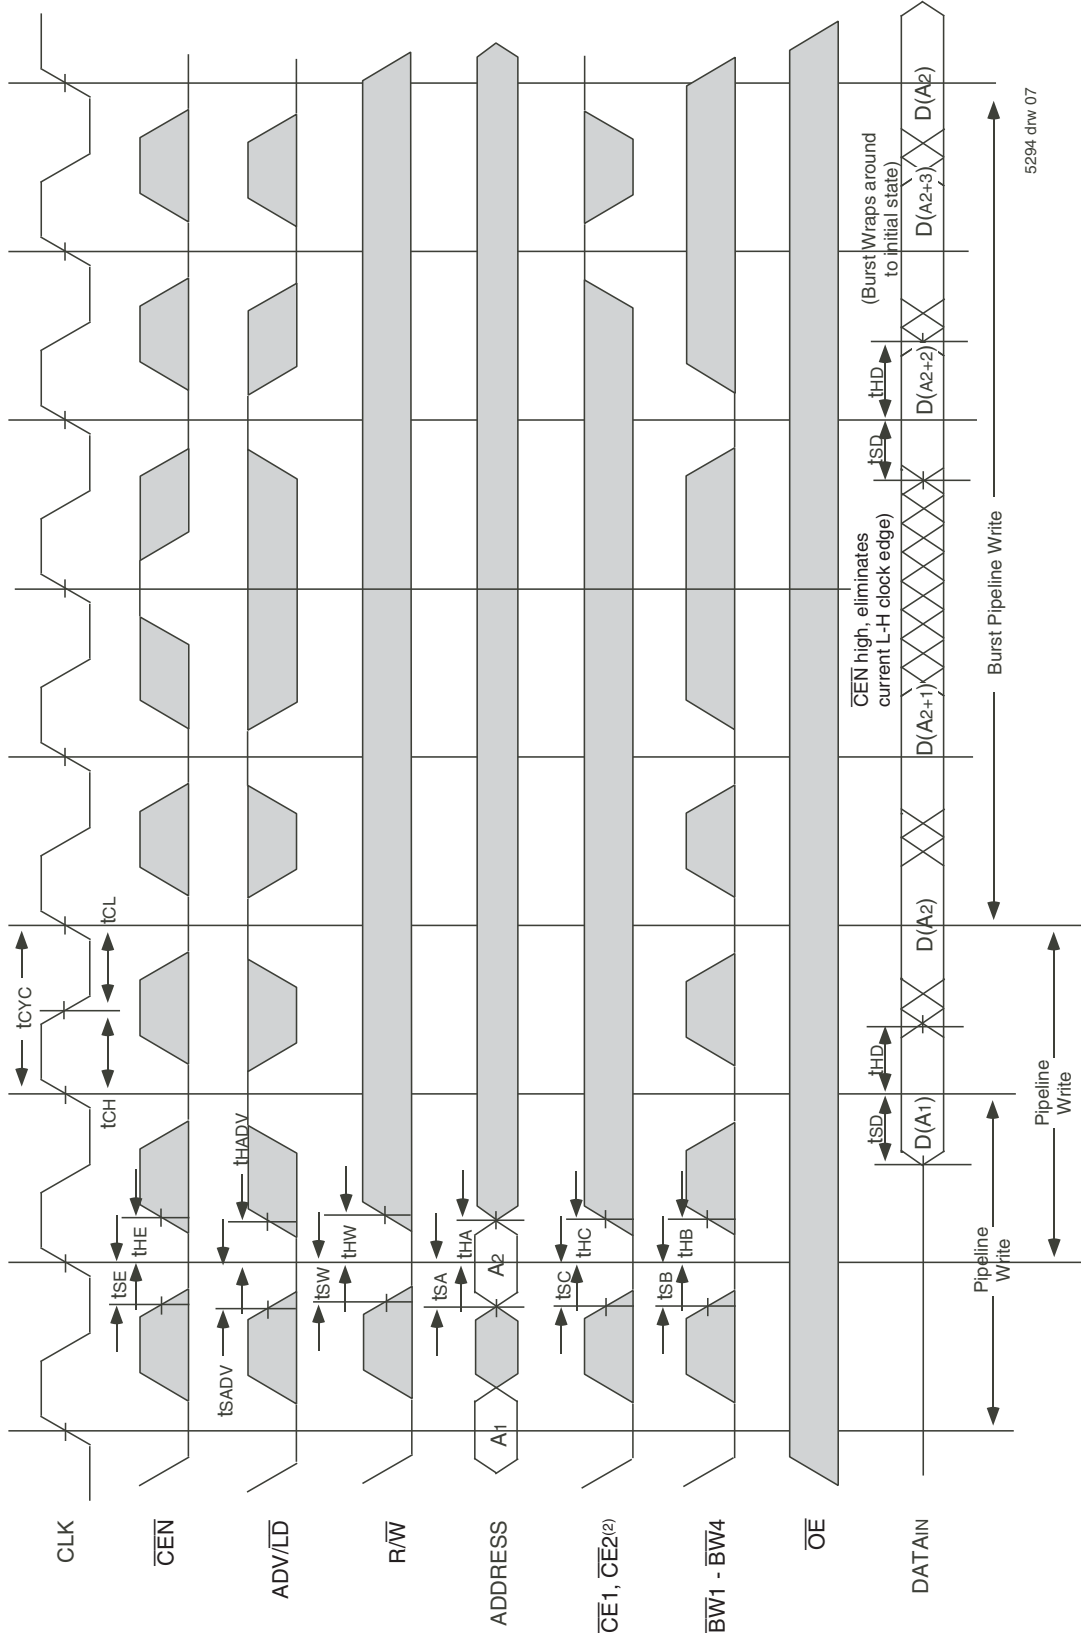 tCYC
tCH
tCL
CLK
tSE
tHE
CEN
tSADV
tHADV
ADV/LD
tSW
tHW
R/W
tSA
tHA
A1
A2
ADDRESS
tSC
tHC
CE1, CE2(2)
tSB
tHB
BW1 - BW4
OE
CEN high, eliminates
current L-H clock edge)
(Burst Wraps around
to initial state)
tSD
tHD
tSD
tHD
D(A1)
D(A2)
D(A2+1)
D(A2+2)
D(A2+3)
D(A2)
DATAIN
Pipeline
Write
Pipeline
Write
Burst Pipeline Write
5294 drw 07